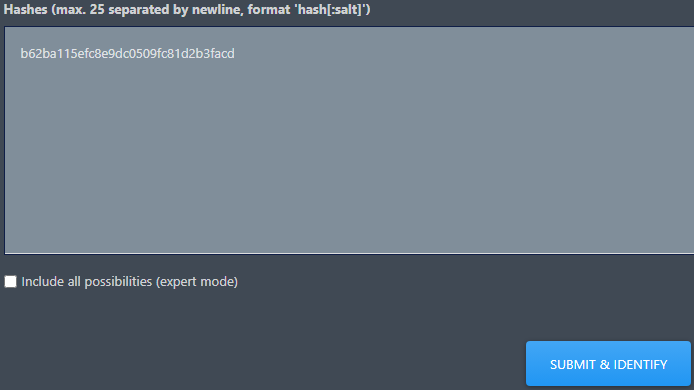 Hashes (max. 25 separated by newline, format 'hash[:salt]')
b62ba115efc8e9dc0509fc81d2b3facd
Include all possibilities (expert mode)
SUBMIT & IDENTIFY